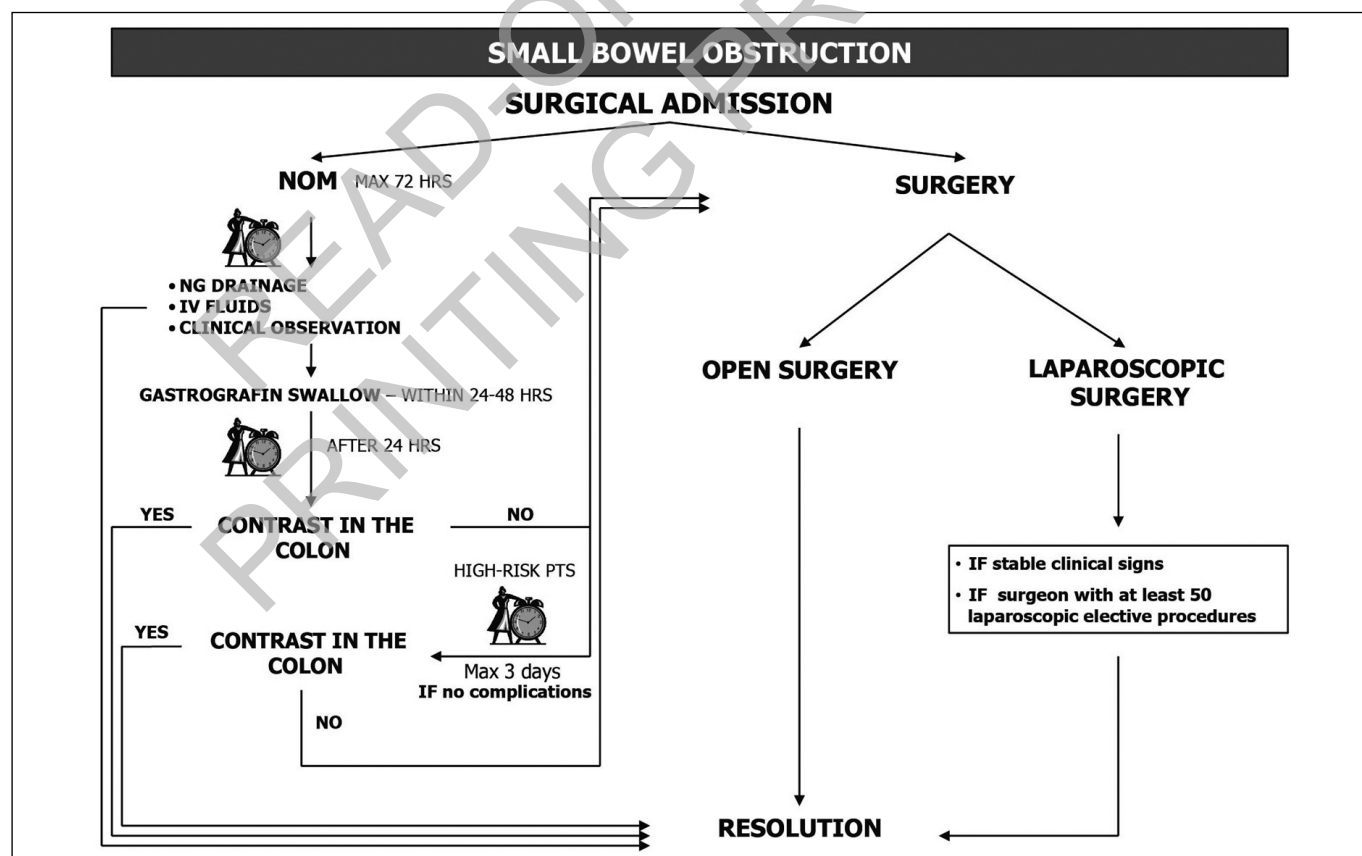 SMALL BOWEL OBSTRUCTION
SURGICAL ADMISSION
NOM MAX 72 HRS
SURGERY
• NG DRAINAGE
• IV FLUIDS
• CLINICAL OBSERVATION
OPEN SURGERY
LAPAROSCOPIC
SURGERY
GASTROGRAFIN SWALLOW – WITHIN 24-48 HRS
AFTER 24 HRS
YES
CONTRAST IN THE
COLON
NO
HIGH-RISK PTS
• IF stable clinical signs
• IF surgeon with at least 50
laparoscopic elective procedures
YES
CONTRAST IN THE
COLON
Max 3 days
IF no complications
NO
RESOLUTION
READ-
PRINTING